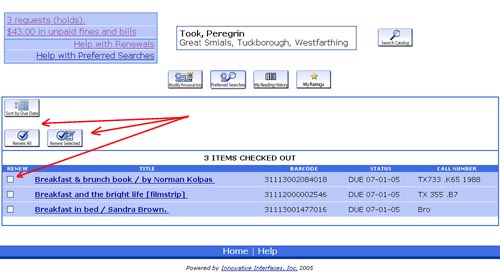 3 requests (holds).
$43.00 in unpaid fines and bills
Help with Renewals
Help with Preferred Searches
Took, Peregrin
Great Smials, Tuckborough, Westfarthing
Search Catalog
Modify Personal Info
Preferred Searches
My Reading History
My Ratings
Sort by Due Date
Renew All
Renew Selected
3 ITEMS CHECKED OUT
RENEW TITLE BARCODE STATUS CALL NUMBER
Breakfast & brunch book / by Norman Kolpas 31113002084018 DUE 07-01-05 TX733 .K65 1988
Breakfast and the bright life [filmstrip] 31112000002546 DUE 07-01-05 TX 355 .B7
Breakfast in bed / Sandra Brown. 31113001477016 DUE 07-01-05 Bro
Home | Help
Powered by Innovative Interfaces, Inc. 2005